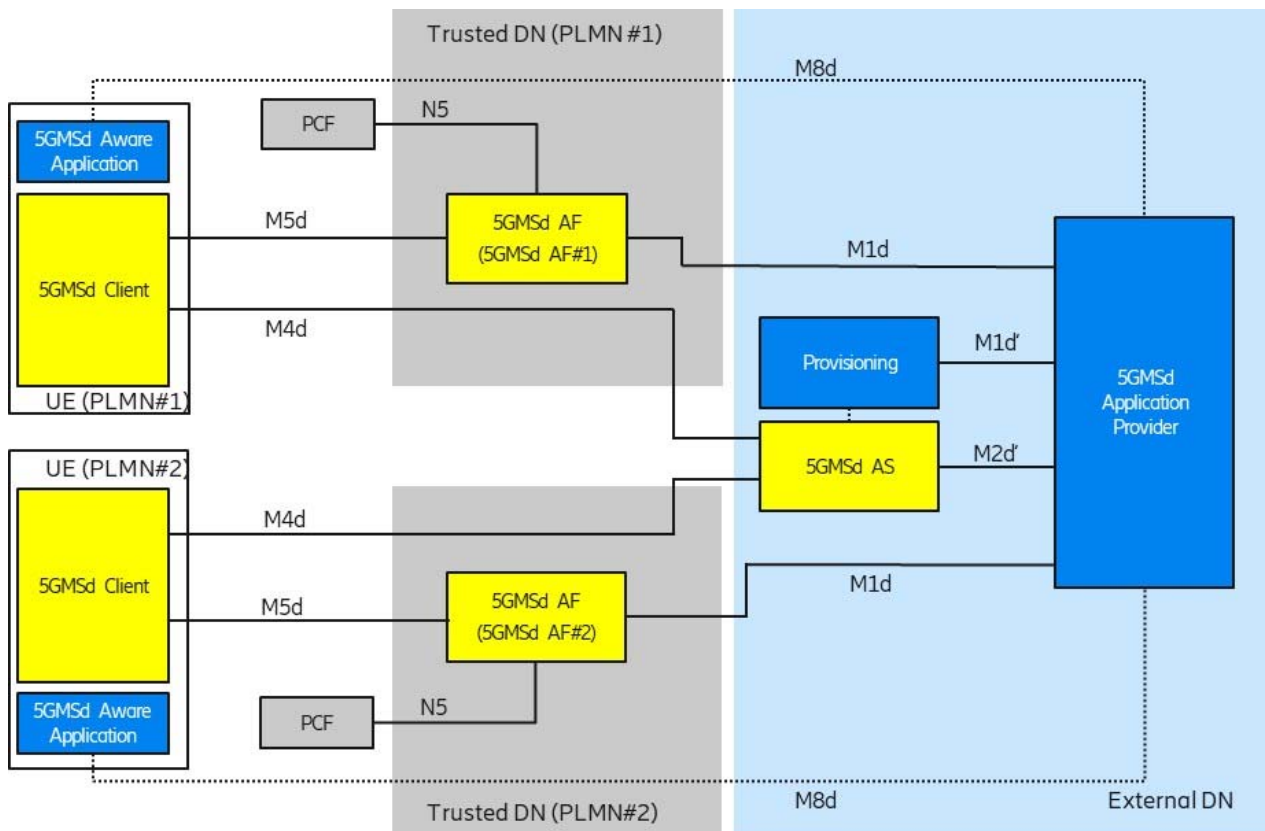 Trusted DN (PLMN #1)
M8d
PCF
N5
5GMSd Aware
Application
M5d
5GMSd AF
(5GMSd AF#1)
M1d
5GMSd Client
M4d
Provisioning
M1d'
5GMSd
Application
Provider
UE (PLMN#1)
UE (PLMN#2)
5GMSd AS
M2d'
M4d
5GMSd Client
M5d
5GMSd AF
(5GMSd AF#2)
M1d
5GMSd Aware
Application
PCF
N5
M8d
External DN
Trusted DN (PLMN#2)